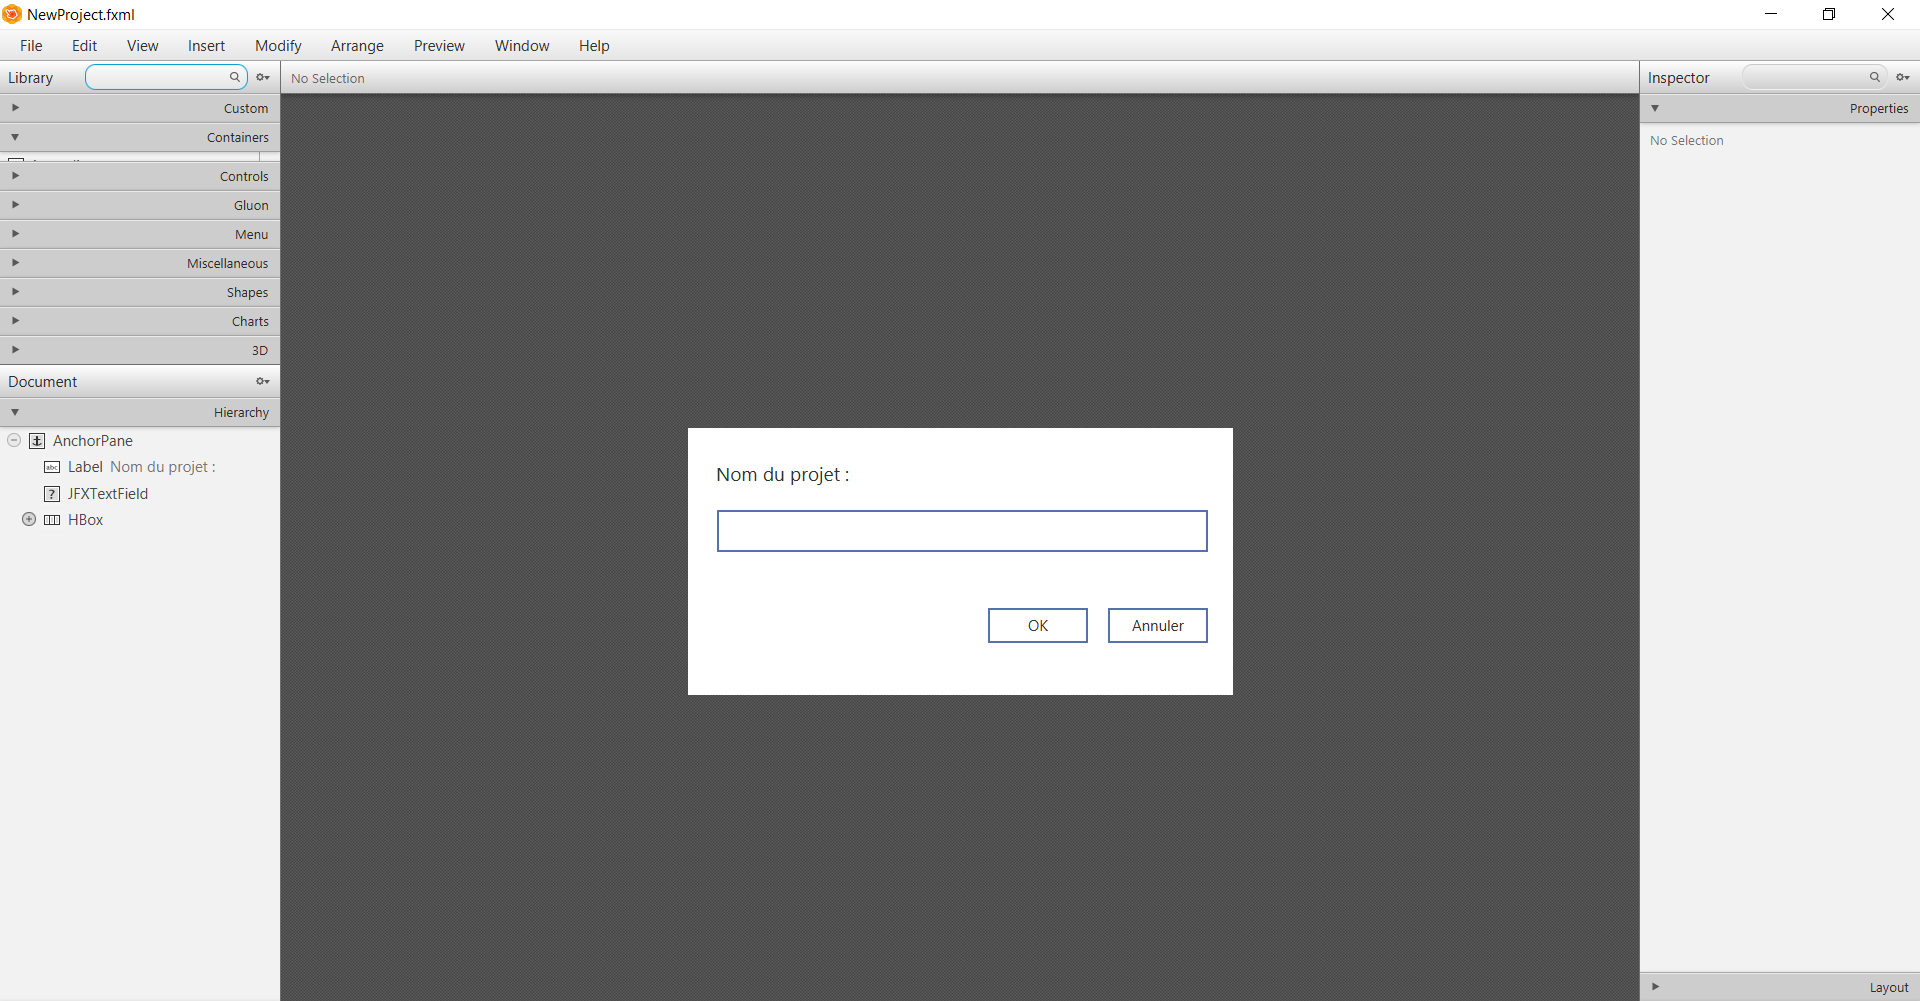 NewProject.fxml
File Edit View Insert Modify Arrange Preview Window Help
Library
No Selection
Inspector
Custom
Containers
Controls
Gluon
Menu
Miscellaneous
Shapes
Charts
3D
Document
Hierarchy
AnchorPane
abc Label Nom du projet :
? JFXTextField
HBox
Nom du projet :
OK Annuler
Properties
No Selection
Layout